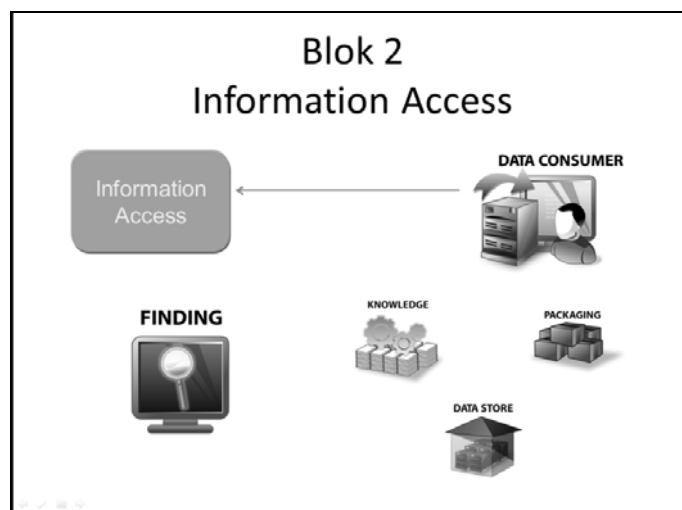 Blok 2
Information Access
Information
Access
DATA CONSUMER
FINDING
KNOWLEDGE
PACKAGING
DATA STORE